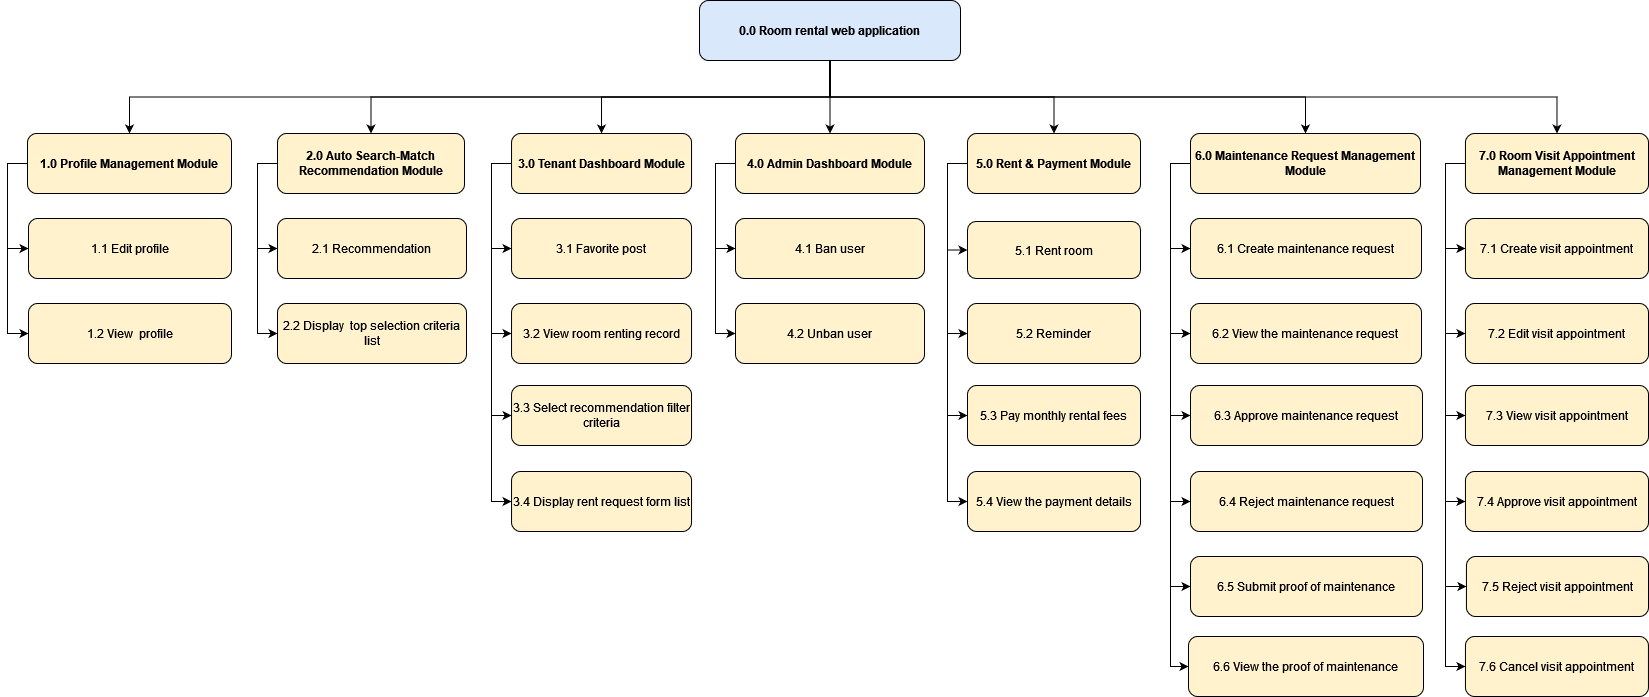 0.0 Room rental web application
1.0 Profile Management Module
1.1 Edit profile
1.2 View  profile
2.0 Auto Search-Match
Recommendation Module
2.1 Recommendation
2.2 Display  top selection criteria
list
3.0 Tenant Dashboard Module
3.1 Favorite post
3.2 View room renting record
3.3 Select recommendation filter
criteria
3.4 Display rent request form list
4.0 Admin Dashboard Module
4.1 Ban user
4.2 Unban user
5.0 Rent & Payment Module
5.1 Rent room
5.2 Reminder
5.3 Pay monthly rental fees
5.4 View the payment details
6.0 Maintenance Request Management
Module
6.1 Create maintenance request
6.2 View the maintenance request
6.3 Approve maintenance request
6.4 Reject maintenance request
6.5 Submit proof of maintenance
6.6 View the proof of maintenance
7.0 Room Visit Appointment
Management Module
7.1 Create visit appointment
7.2 Edit visit appointment
7.3 View visit appointment
7.4 Approve visit appointment
7.5 Reject visit appointment
7.6 Cancel visit appointment